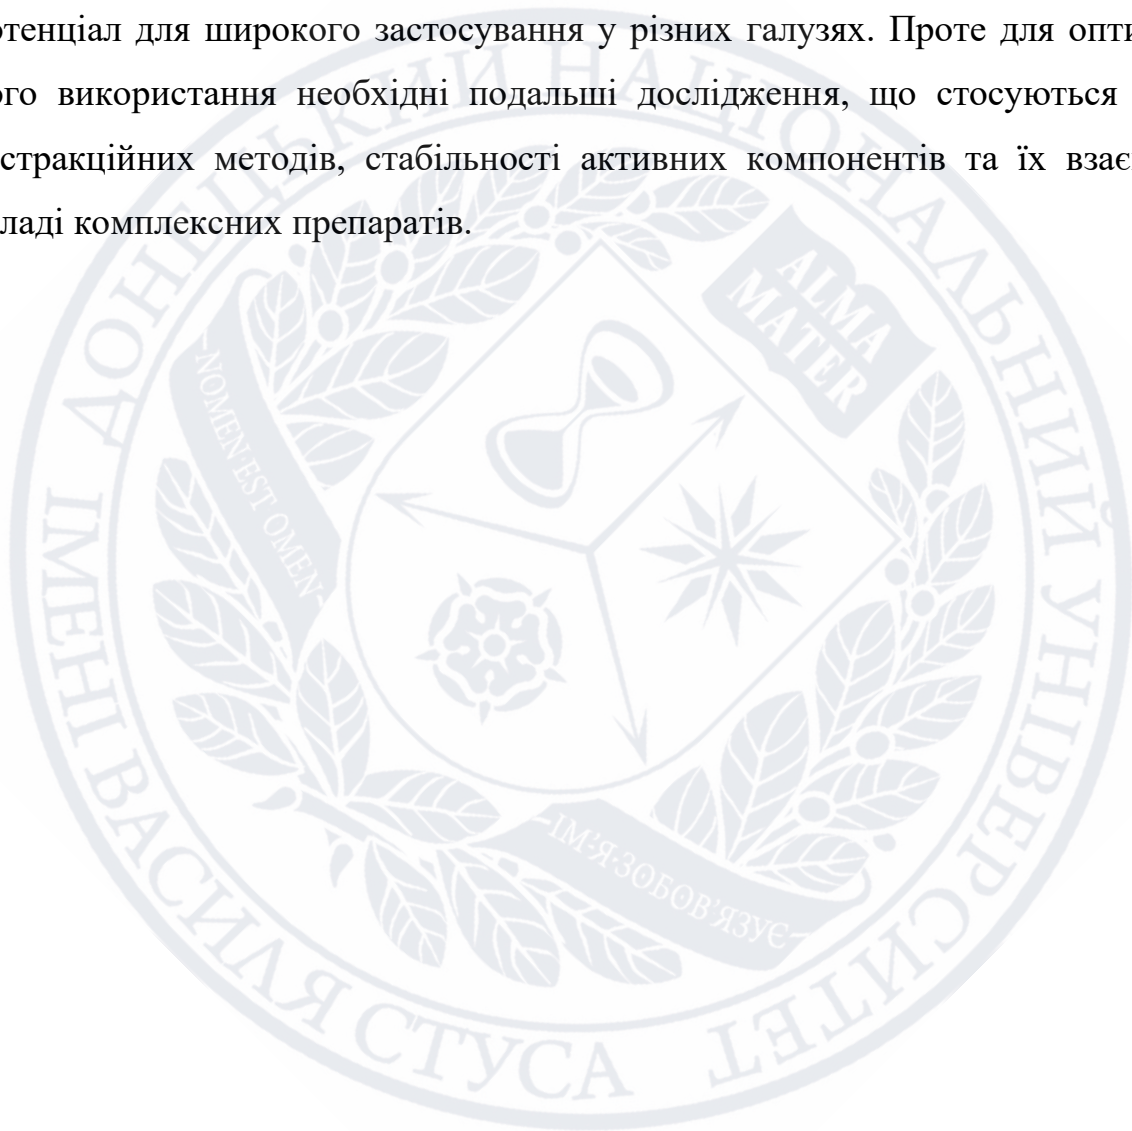 отенціал для широкого застосування у різних галузях. Проте для опти
ого використання необхідні подальші дослідження, що стосуються
стракційних методів, стабільності активних компонентів та їх взає
ладі комплексних препаратів.
ДОНЕЦЬКИЙ НАЦІОНАЛЬНИЙ УНІВЕРСИТЕТ
ІМЕНІ ВАСИЛЯ СТУСА
ALMA
MATER
NOMEN·EST OMEN
ІМ'Я·ЗОБОВ'ЯЗУЄ